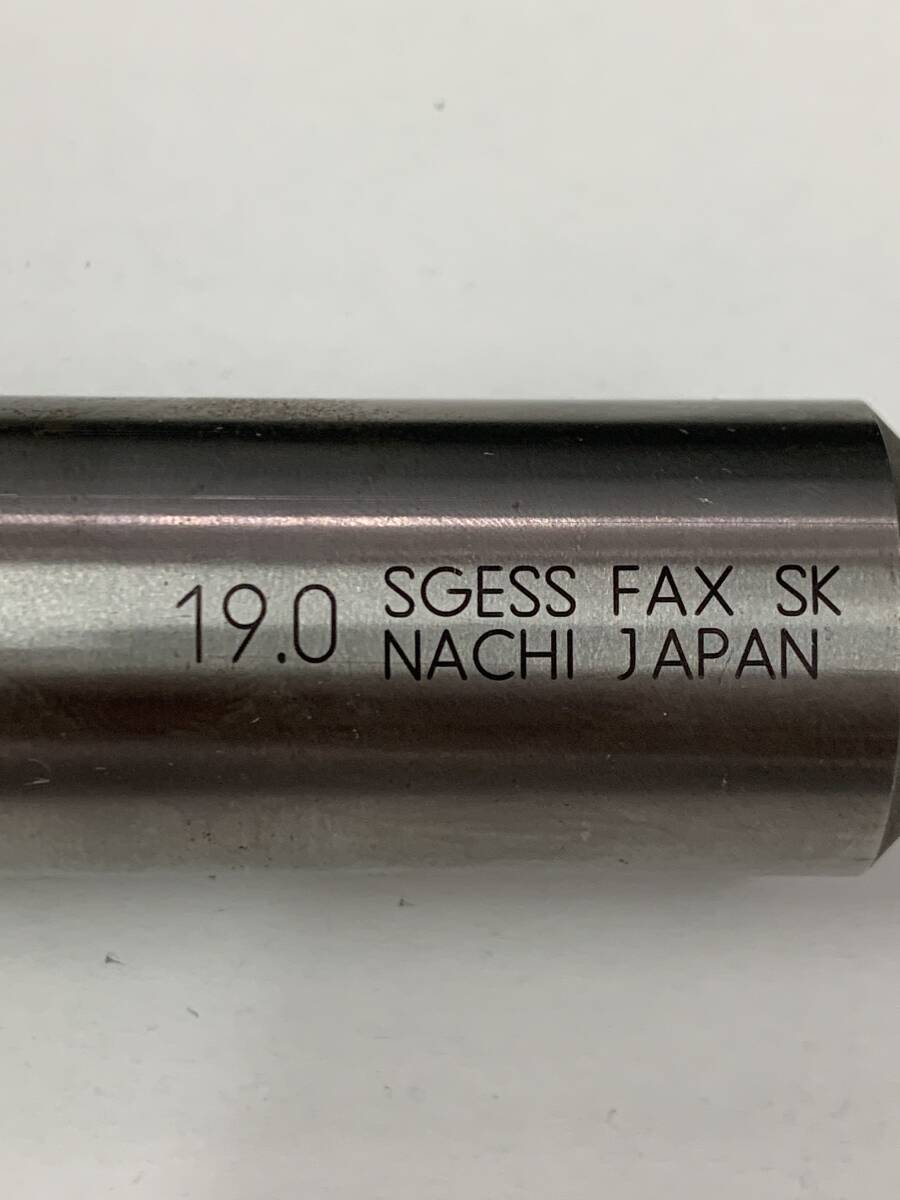 19.0
SGESS FAX SK
NACHI JAPAN